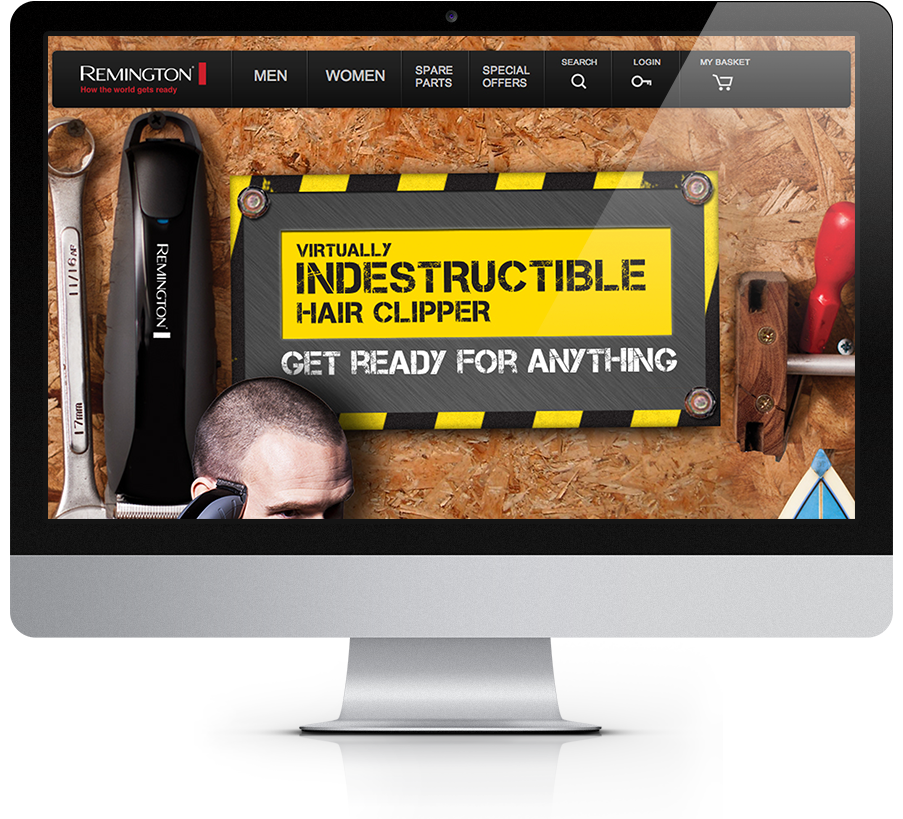 REMINGTON
How the world gets ready
MEN
WOMEN
SPARE
PARTS
SPECIAL
OFFERS
SEARCH
LOGIN
MY BASKET
11/16 AF
REMINGTON
17mm
VIRTUALLY
INDESTRUCTIBLE
HAIR CLIPPER
GET READY FOR ANYTHING